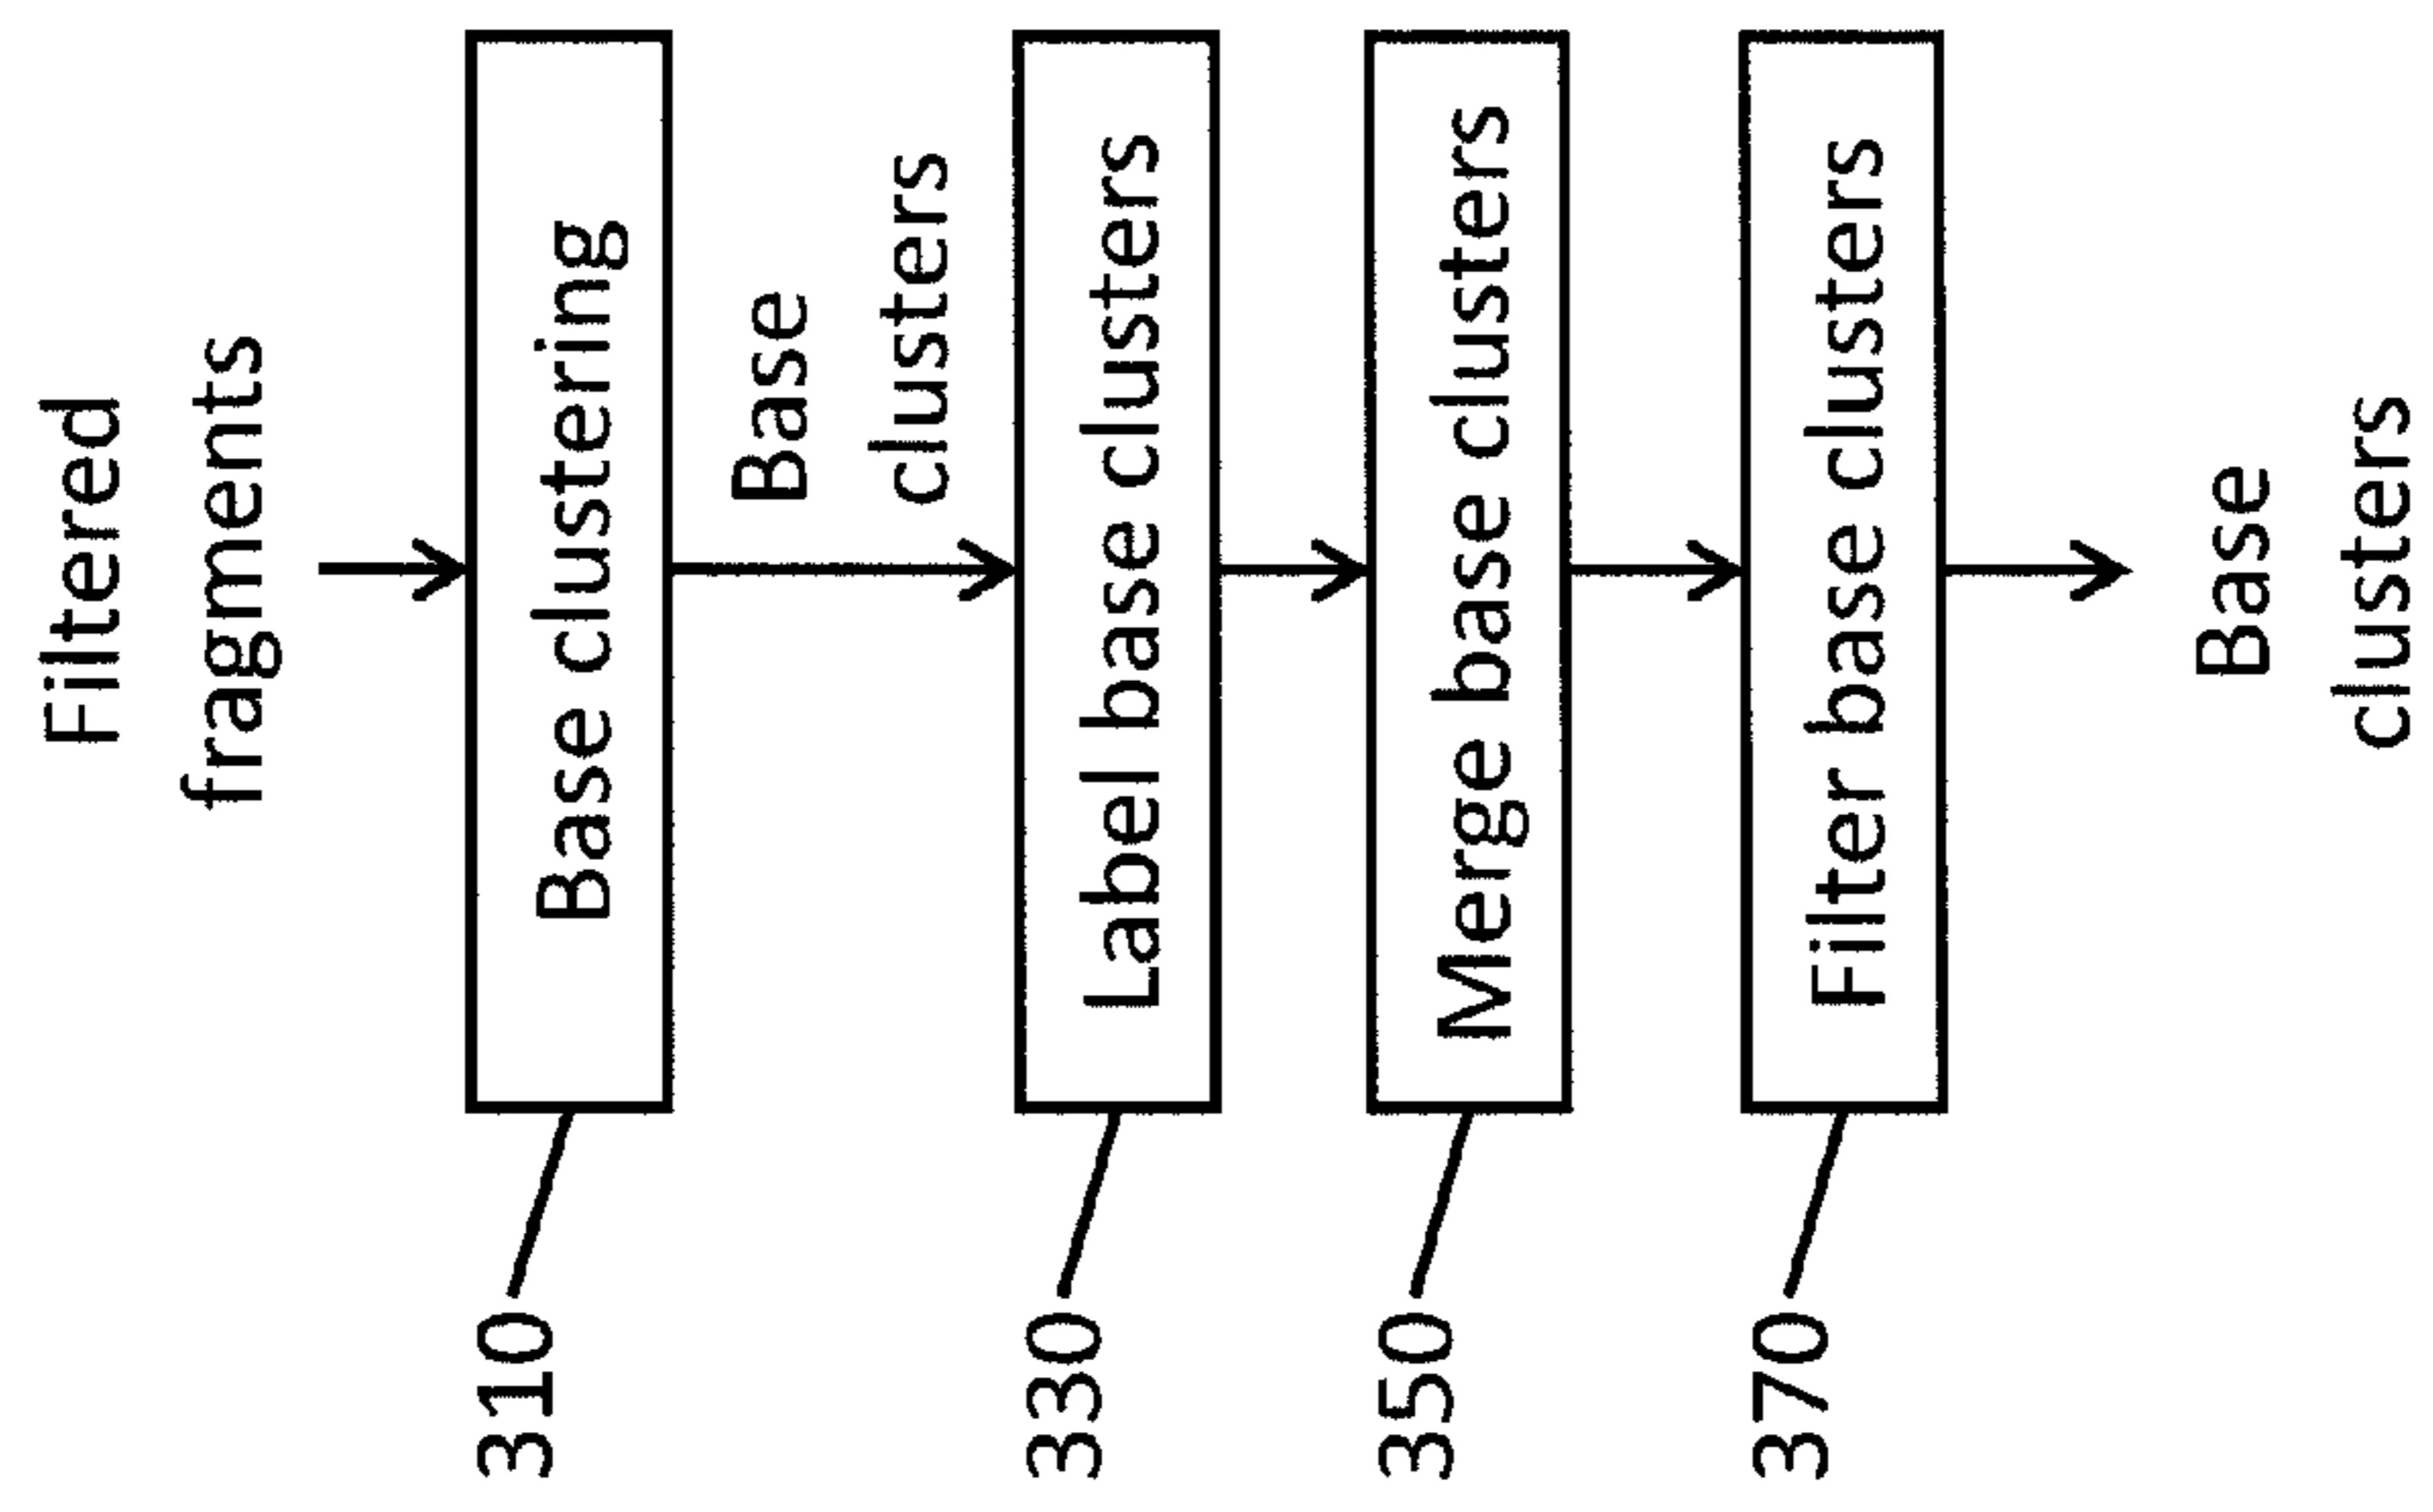 Filtered
fragments
310
Base clustering
Base
clusters
330
Label base clusters
350
Merge base clusters
370
Filter base clusters
Base
clusters